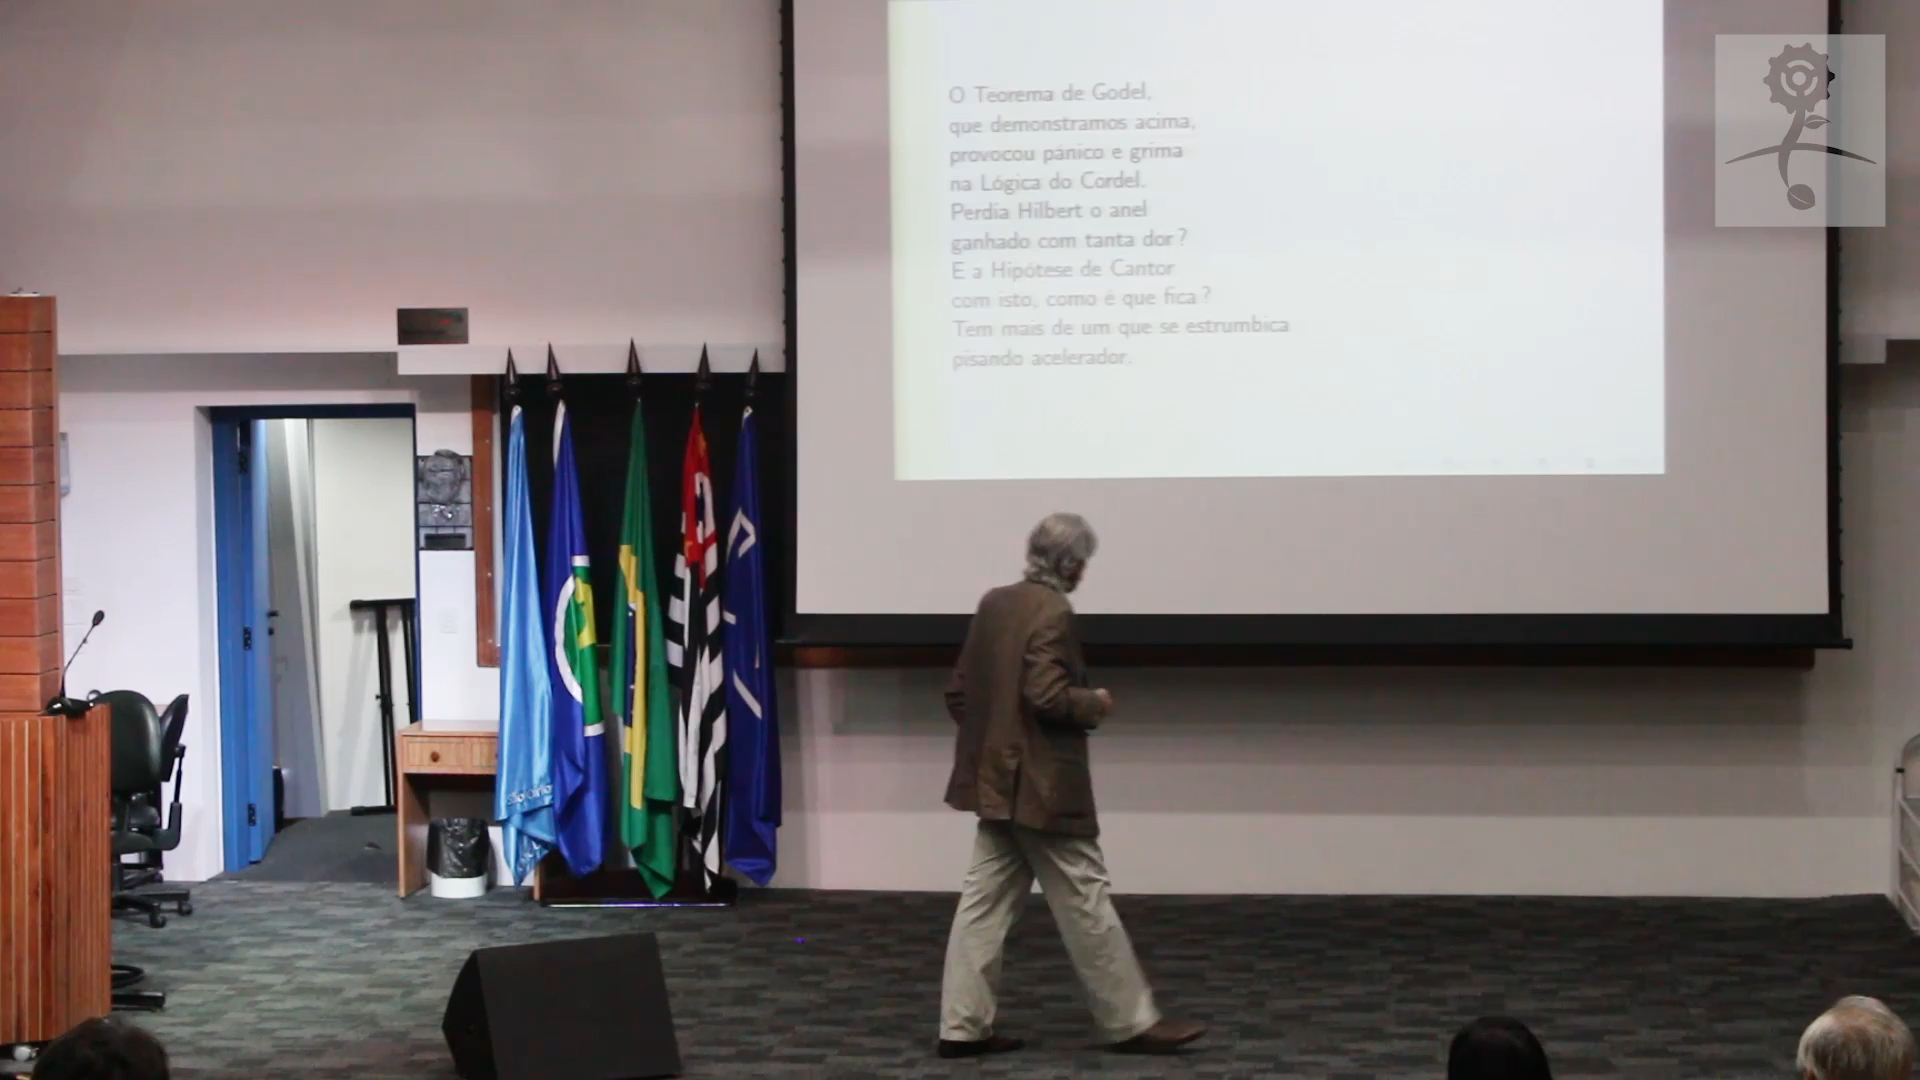 O Teorema de Godel,
que demonstramos acima,
provocou pánico e grima
na Lógica do Cordel.
Perdia Hilbert o anel
ganhado com tanta dor ?
E a Hipótese de Cantor
com isto, como é que fica ?
Tem mais de um que se estrumbica
pisando acelerador.